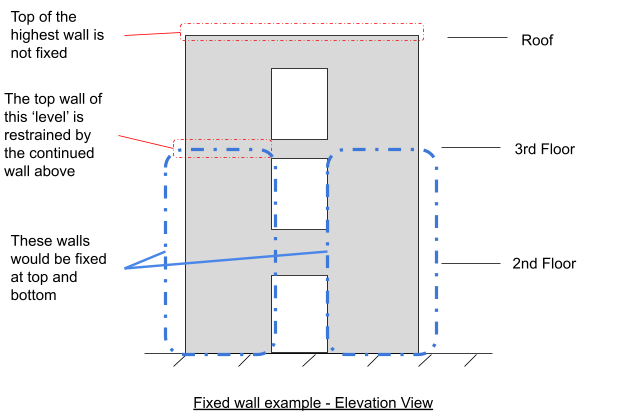 Top of the
highest wall is
not fixed
Roof
The top wall of
this ‘level’ is
restrained by
the continued
wall above
3rd Floor
These walls
would be fixed
at top and
bottom
2nd Floor
Fixed wall example - Elevation View